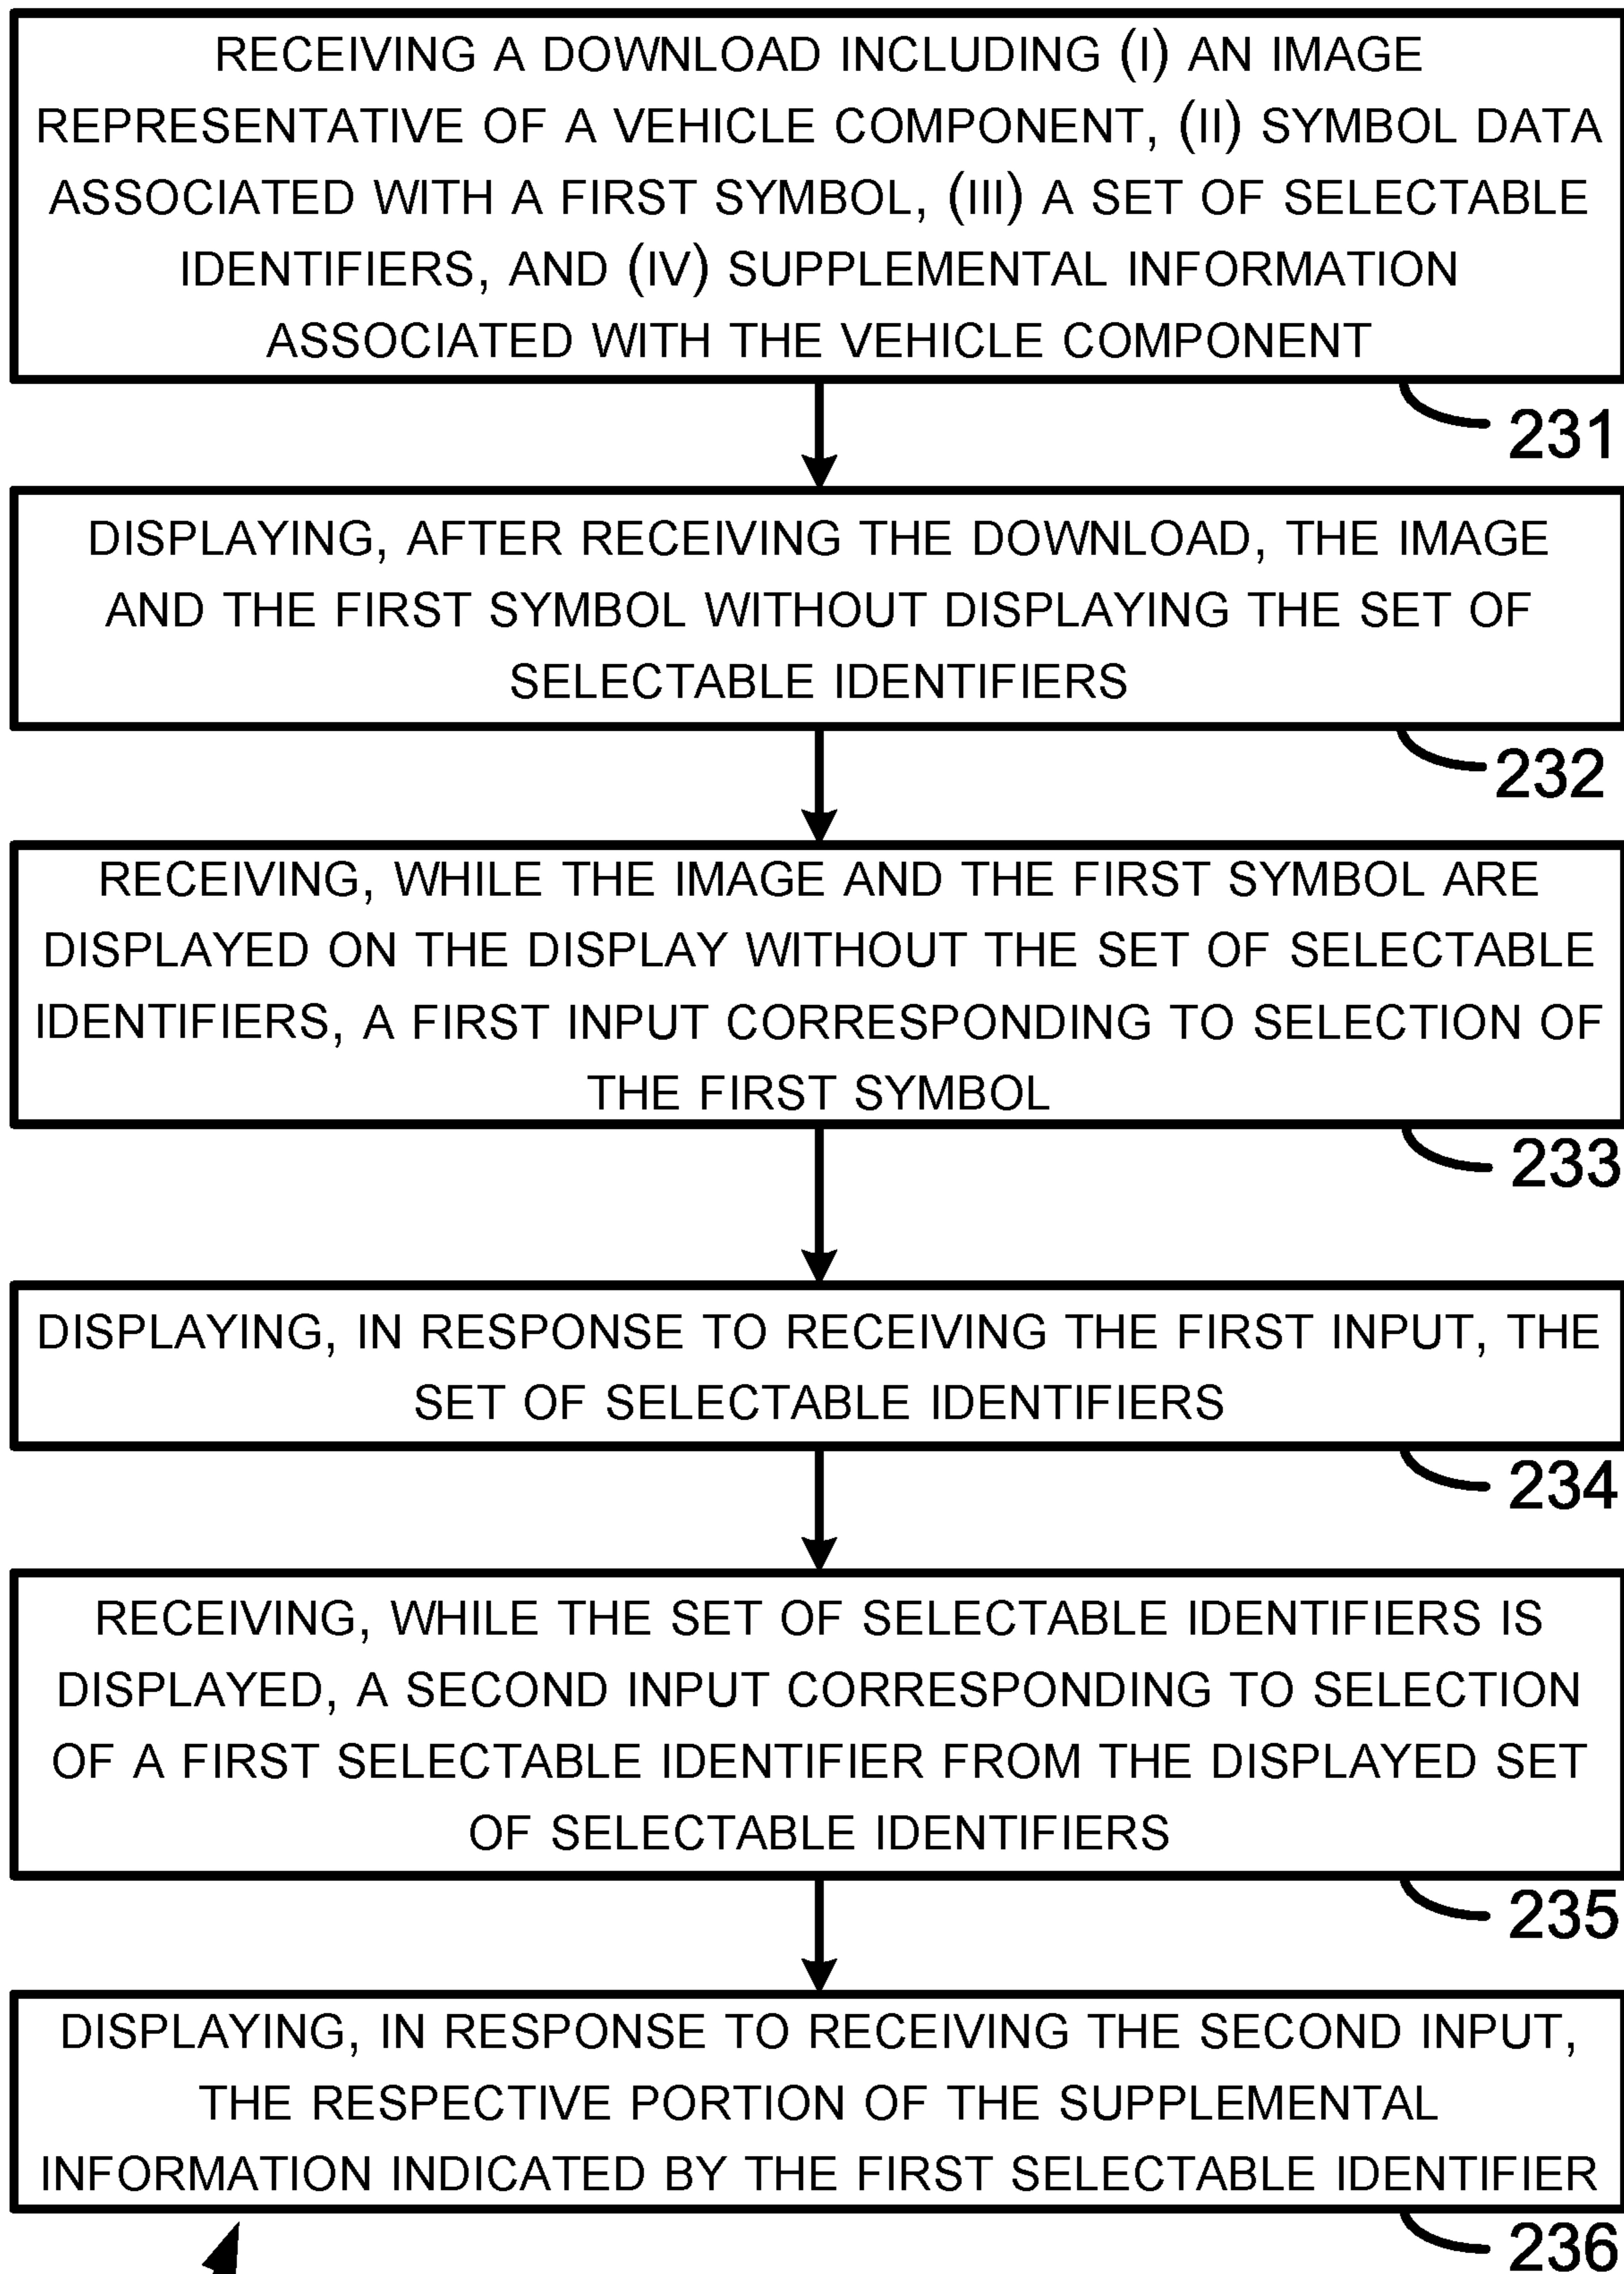 RECEIVING A DOWNLOAD INCLUDING (I) AN IMAGE
REPRESENTATIVE OF A VEHICLE COMPONENT, (II) SYMBOL DATA
ASSOCIATED WITH A FIRST SYMBOL, (III) A SET OF SELECTABLE
IDENTIFIERS, AND (IV) SUPPLEMENTAL INFORMATION
ASSOCIATED WITH THE VEHICLE COMPONENT
231
DISPLAYING, AFTER RECEIVING THE DOWNLOAD, THE IMAGE
AND THE FIRST SYMBOL WITHOUT DISPLAYING THE SET OF
SELECTABLE IDENTIFIERS
232
RECEIVING, WHILE THE IMAGE AND THE FIRST SYMBOL ARE
DISPLAYED ON THE DISPLAY WITHOUT THE SET OF SELECTABLE
IDENTIFIERS, A FIRST INPUT CORRESPONDING TO SELECTION OF
THE FIRST SYMBOL
233
DISPLAYING, IN RESPONSE TO RECEIVING THE FIRST INPUT, THE
SET OF SELECTABLE IDENTIFIERS
234
RECEIVING, WHILE THE SET OF SELECTABLE IDENTIFIERS IS
DISPLAYED, A SECOND INPUT CORRESPONDING TO SELECTION
OF A FIRST SELECTABLE IDENTIFIER FROM THE DISPLAYED SET
OF SELECTABLE IDENTIFIERS
235
DISPLAYING, IN RESPONSE TO RECEIVING THE SECOND INPUT,
THE RESPECTIVE PORTION OF THE SUPPLEMENTAL
INFORMATION INDICATED BY THE FIRST SELECTABLE IDENTIFIER
236